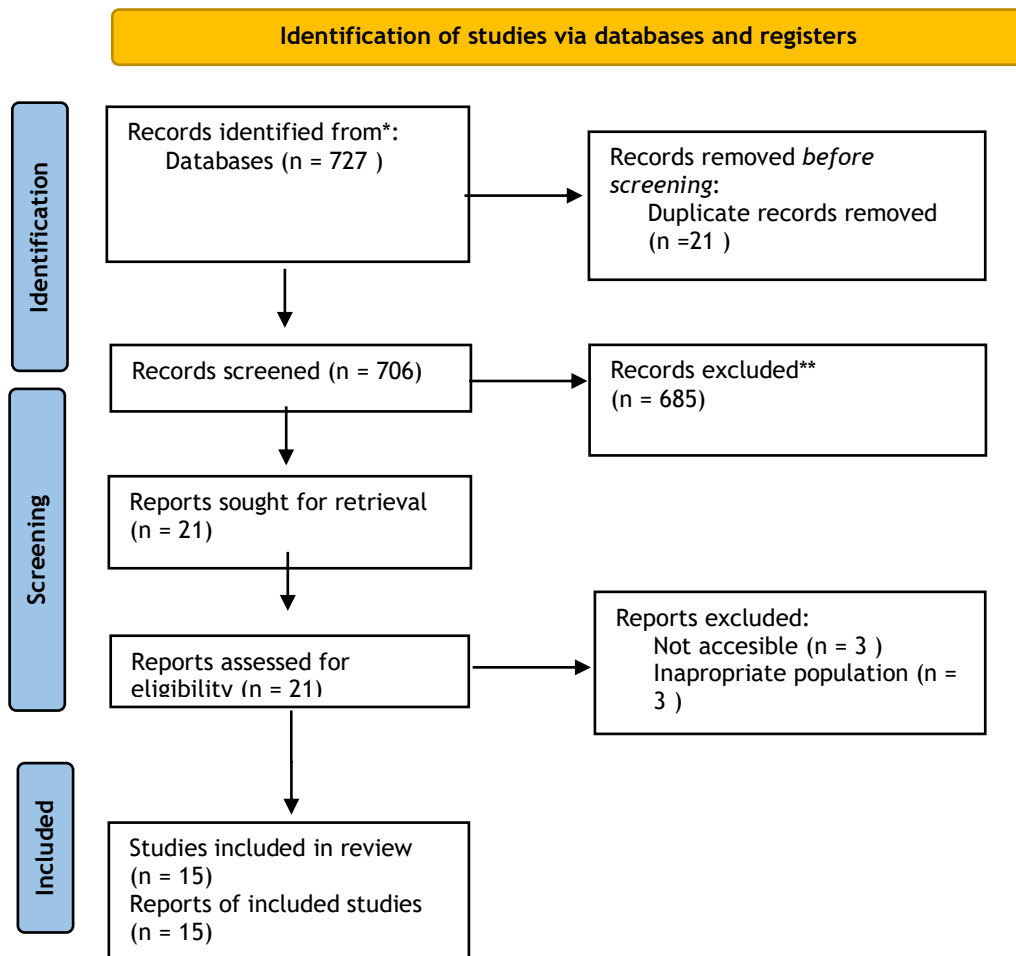 Identification of studies via databases and registers
Identification
Records identified from*:
Databases (n = 727 )
Records removed before
screening:
Duplicate records removed
(n =21 )
Records screened (n = 706)
Records excluded**
(n = 685)
Screening
Reports sought for retrieval
(n = 21)
Reports assessed for
eligibility (n = 21)
Reports excluded:
Not accesible (n = 3 )
Inapropriate population (n =
3 )
Included
Studies included in review
(n = 15)
Reports of included studies
(n = 15)